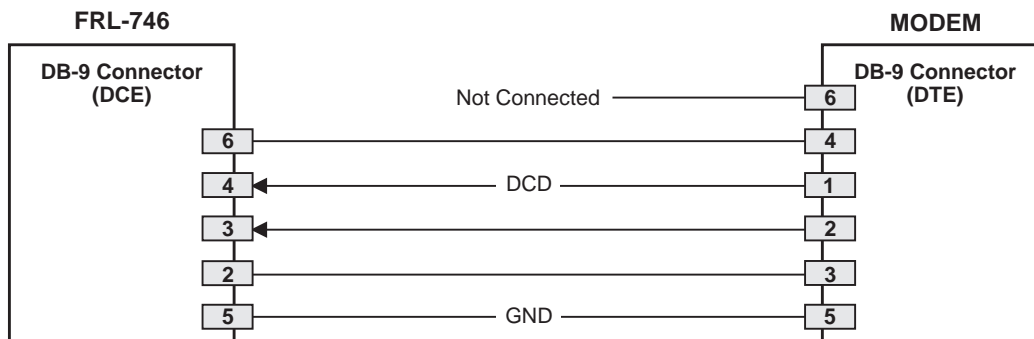 FRL-746
MODEM
DB-9 Connector
(DCE)
DB-9 Connector
(DTE)
Not Connected
6
6
4
4
DCD
1
3
2
2
3
5
GND
5